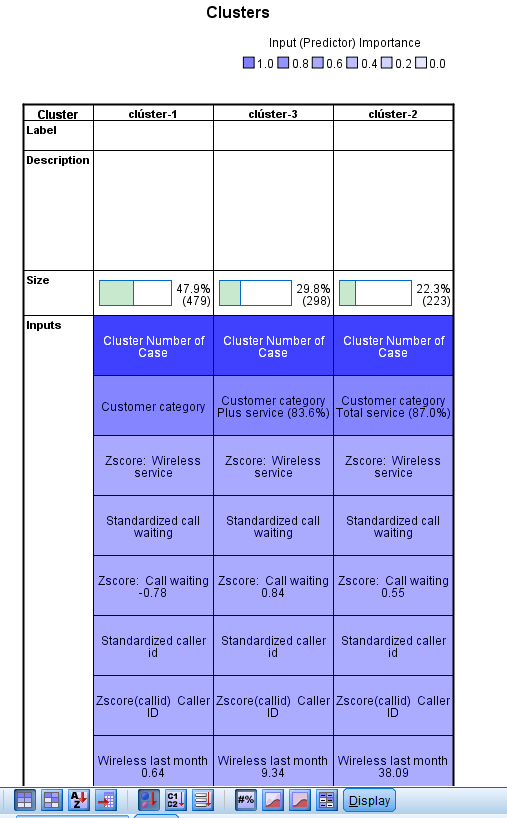 Clusters
Input (Predictor) Importance
1.0 0.8 0.6 0.4 0.2 0.0
Cluster clúster-1 clúster-3 clúster-2
Label
Description
Size
47.9% (479)
29.8% (298)
22.3% (223)
Inputs
Cluster Number of Case
Cluster Number of Case
Cluster Number of Case
Customer category
Customer category Plus service (83.6%)
Customer category Total service (87.0%)
Zscore: Wireless service
Zscore: Wireless service
Zscore: Wireless service
Standardized call waiting
Standardized call waiting
Standardized call waiting
Zscore: Call waiting -0.78
Zscore: Call waiting 0.84
Zscore: Call waiting 0.55
Standardized caller id
Standardized caller id
Standardized caller id
Zscore(callid) Caller ID
Zscore(callid) Caller ID
Zscore(callid) Caller ID
Wireless last month 0.64
Wireless last month 9.34
Wireless last month 38.09
A Z C1 C2 #% Display